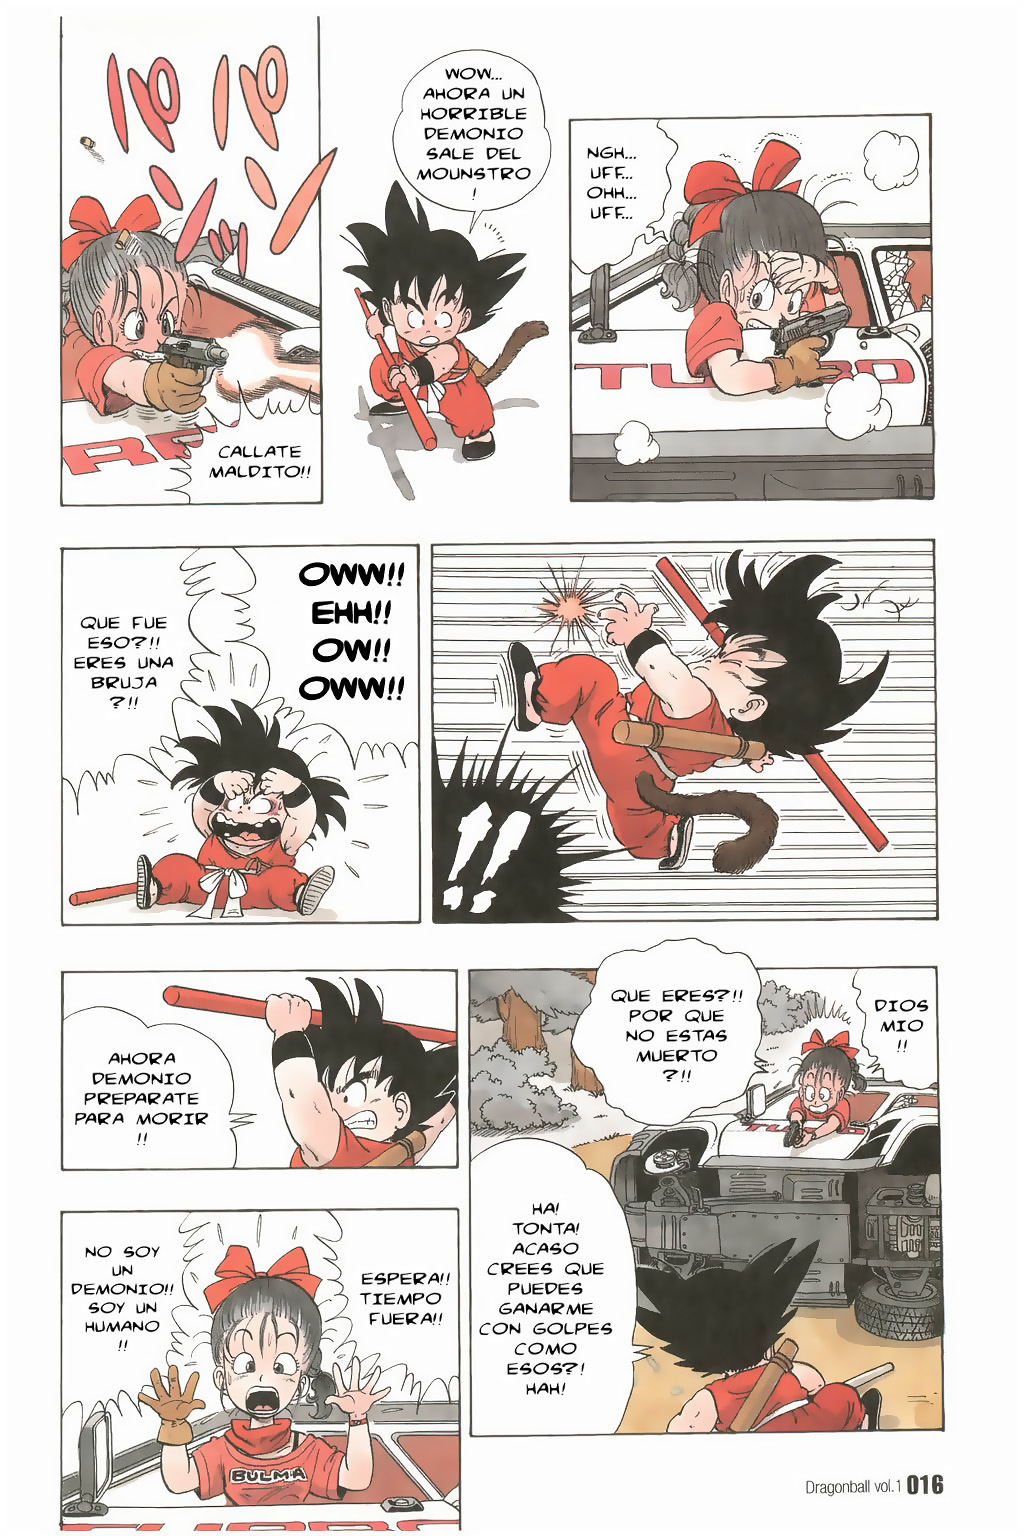 NGH...
UFF...
OHH...
UFF...
TURBO
WOW...
AHORA UN
HORRIBLE
DEMONIO
SALE DEL
MOUNSTRO
!
CALLATE
MALDITO!!
!!
OWW!!
EHH!!
OW!!
OWW!!
QUE FUE
ESO?!!
ERES UNA
BRUJA
?!!
DIOS
MIO
!!
QUE ERES?!!
POR QUE
NO ESTAS
MUERTO
?!!
HA!
TONTA!
ACASO
CREES QUE
PUEDES
GANARME
CON GOLPES
COMO
ESOS?!
HAH!
AHORA
DEMONIO
PREPARATE
PARA MORIR
!!
ESPERA!!
TIEMPO
FUERA!!
NO SOY
UN
DEMONIO!!
SOY UN
HUMANO
!!
BULMA
Dragonball vol.1 016